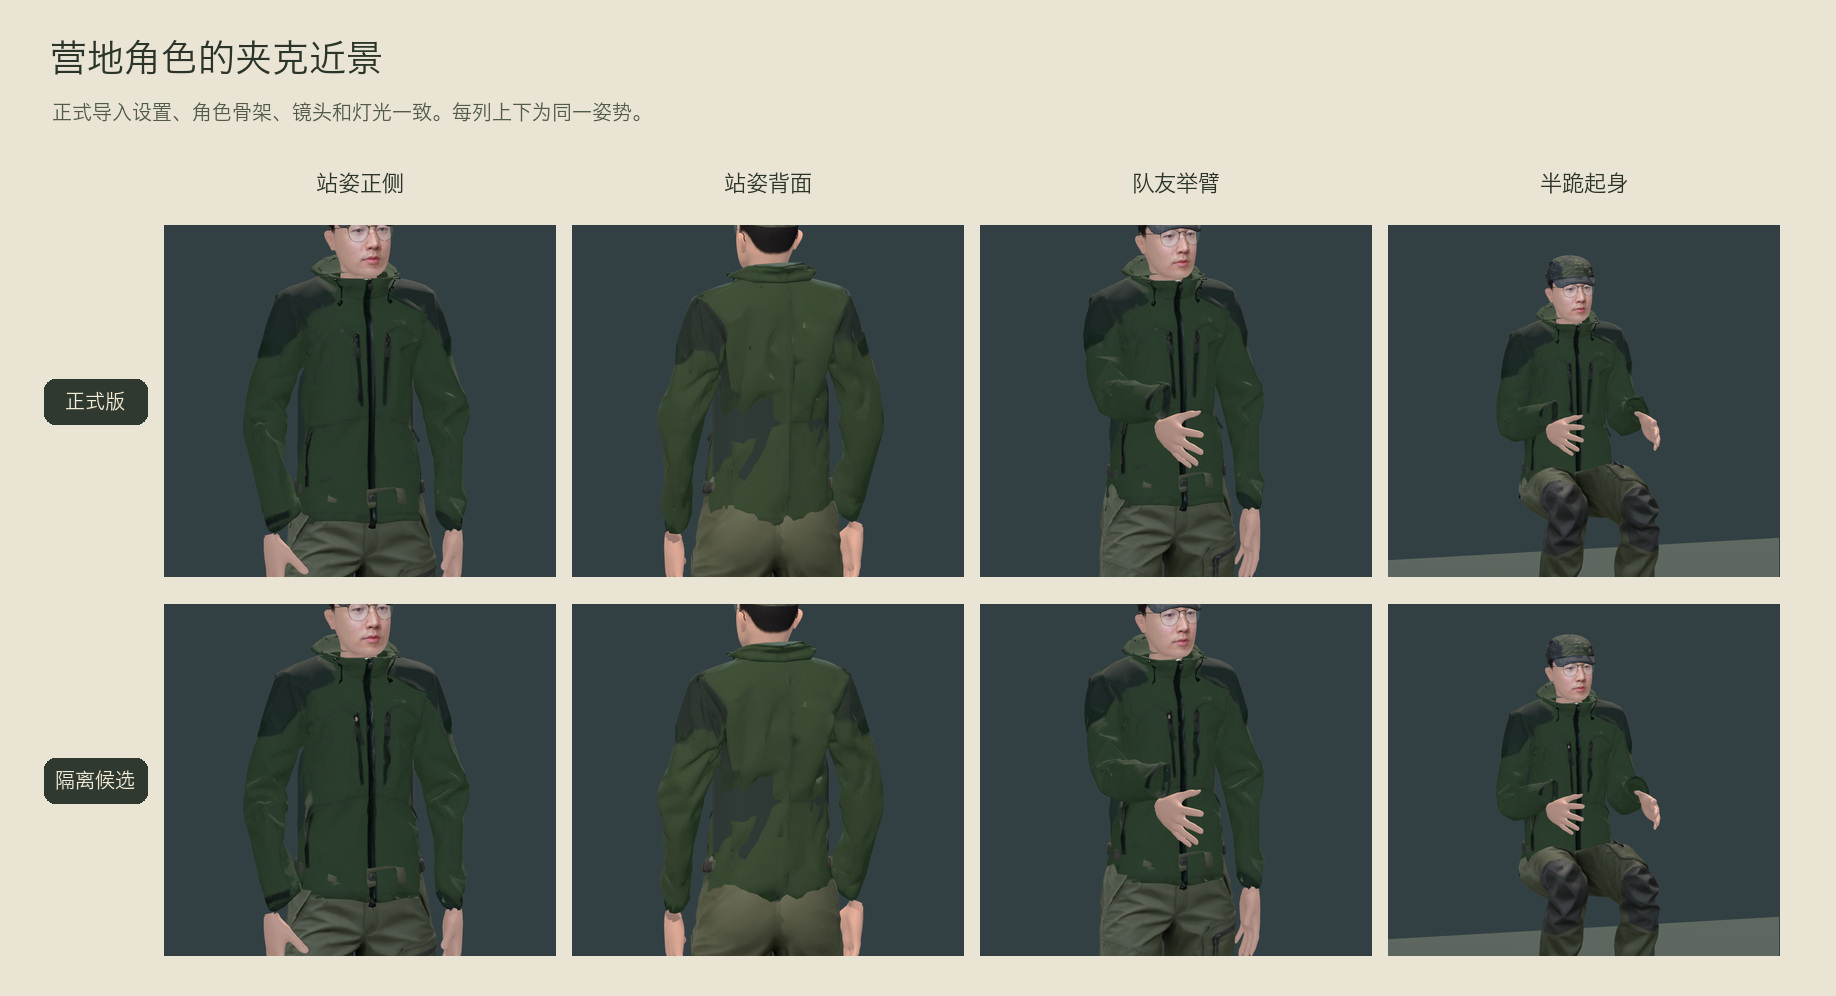 营地角色的夹克近景
正式导入设置、角色骨架、镜头和灯光一致。每列上下为同一姿势。
站姿正侧
站姿背面
队友举臂
半跪起身
正式版
隔离候选